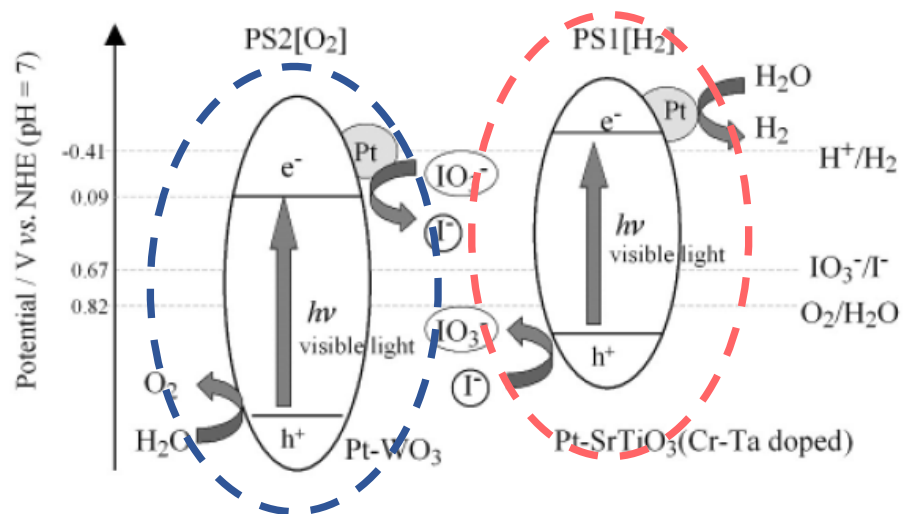 PS2[O₂]
PS1[H₂]
Potential / V vs. NHE (pH = 7)
-0.41
0.09
0.67
0.82
e⁻
Pt
IO₃⁻
I⁻
hν
visible light
O₂
H₂O
h⁺
Pt-WO₃
e⁻
Pt
H₂O
H₂
hν
visible light
IO₃⁻
I⁻
h⁺
Pt-SrTiO₃(Cr-Ta doped)
H⁺/H₂
IO₃⁻/I⁻
O₂/H₂O